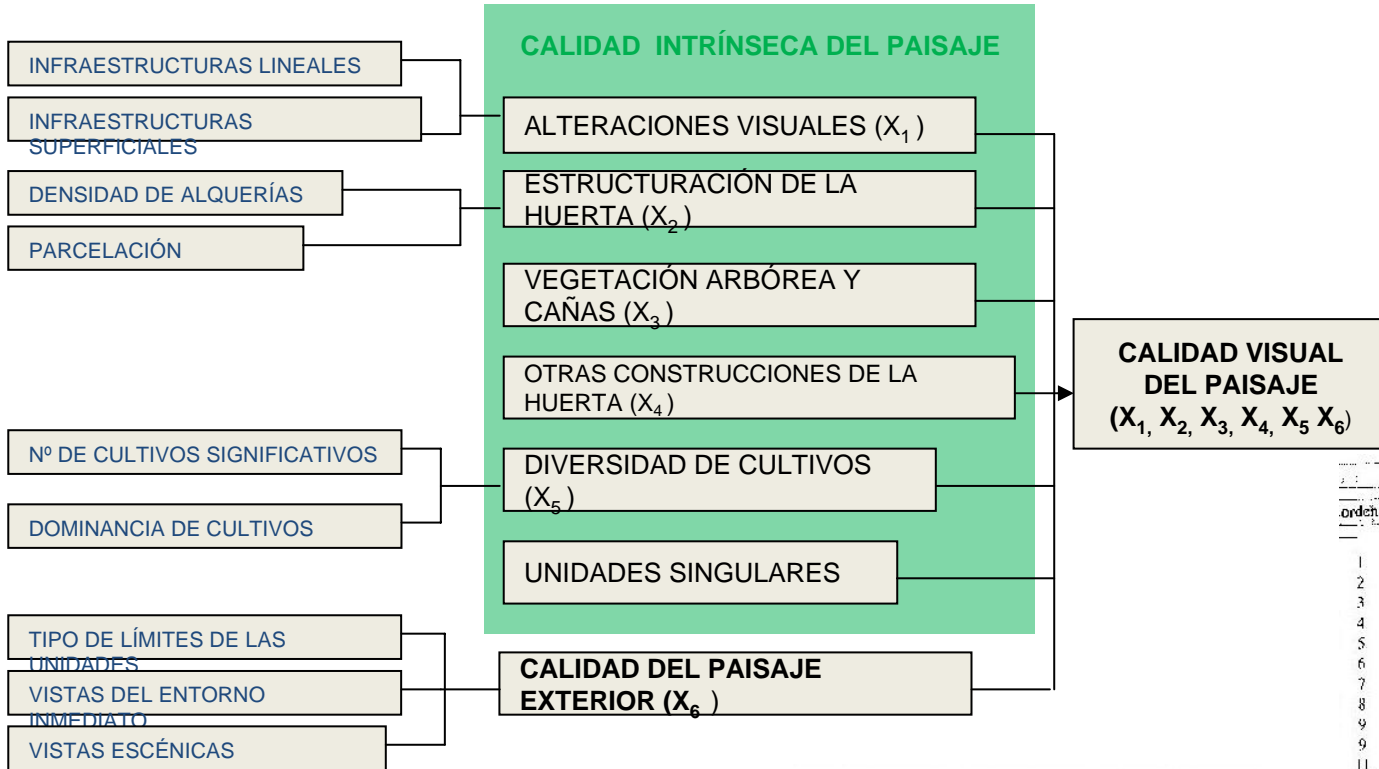 CALIDAD INTRÍNSECA DEL PAISAJE
INFRAESTRUCTURAS LINEALES
INFRAESTRUCTURAS
SUPERFICIALES
DENSIDAD DE ALQUERÍAS
PARCELACIÓN
ALTERACIONES VISUALES (X1)
ESTRUCTURACIÓN DE LA
HUERTA (X2)
VEGETACIÓN ARBÓREA Y
CAÑAS (X3)
OTRAS CONSTRUCCIONES DE LA
HUERTA (X4)
Nº DE CULTIVOS SIGNIFICATIVOS
DOMINANCIA DE CULTIVOS
DIVERSIDAD DE CULTIVOS
(X5)
UNIDADES SINGULARES
TIPO DE LÍMITES DE LAS
UNIDADES
VISTAS DEL ENTORNO
INMEDIATO
VISTAS ESCÉNICAS
CALIDAD DEL PAISAJE
EXTERIOR (X6)
CALIDAD VISUAL
DEL PAISAJE
(X1, X2, X3, X4, X5 X6)
orden
1
2
3
4
5
6
7
8
9
9
11